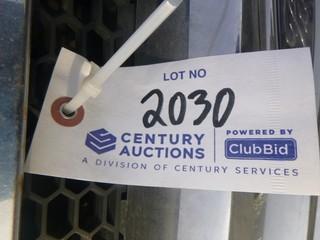 LOT NO
2030
CENTURY AUCTIONS
POWERED BY
ClubBid
A DIVISION OF CENTURY SERVICES